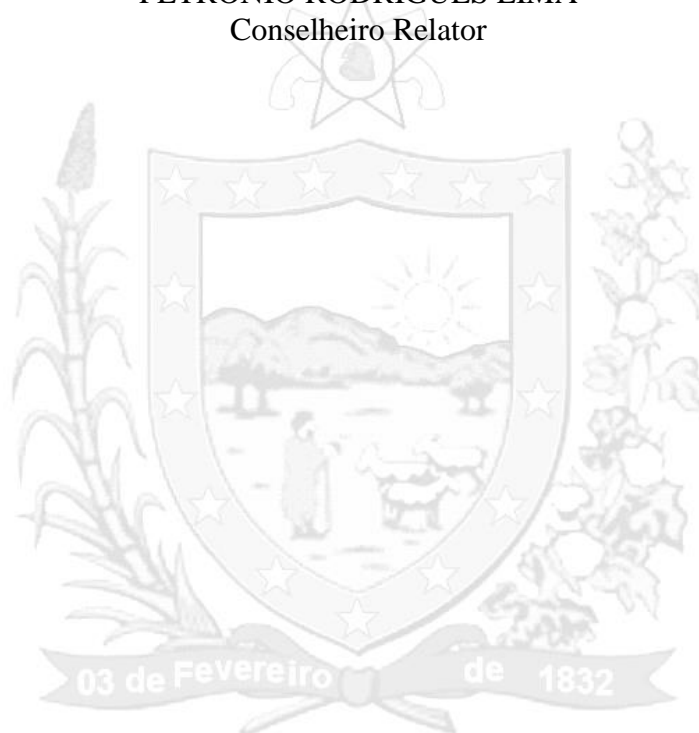 PETRONIO RODRIGUES LIMA
Conselheiro Relator
03 de Fevereiro de 1832